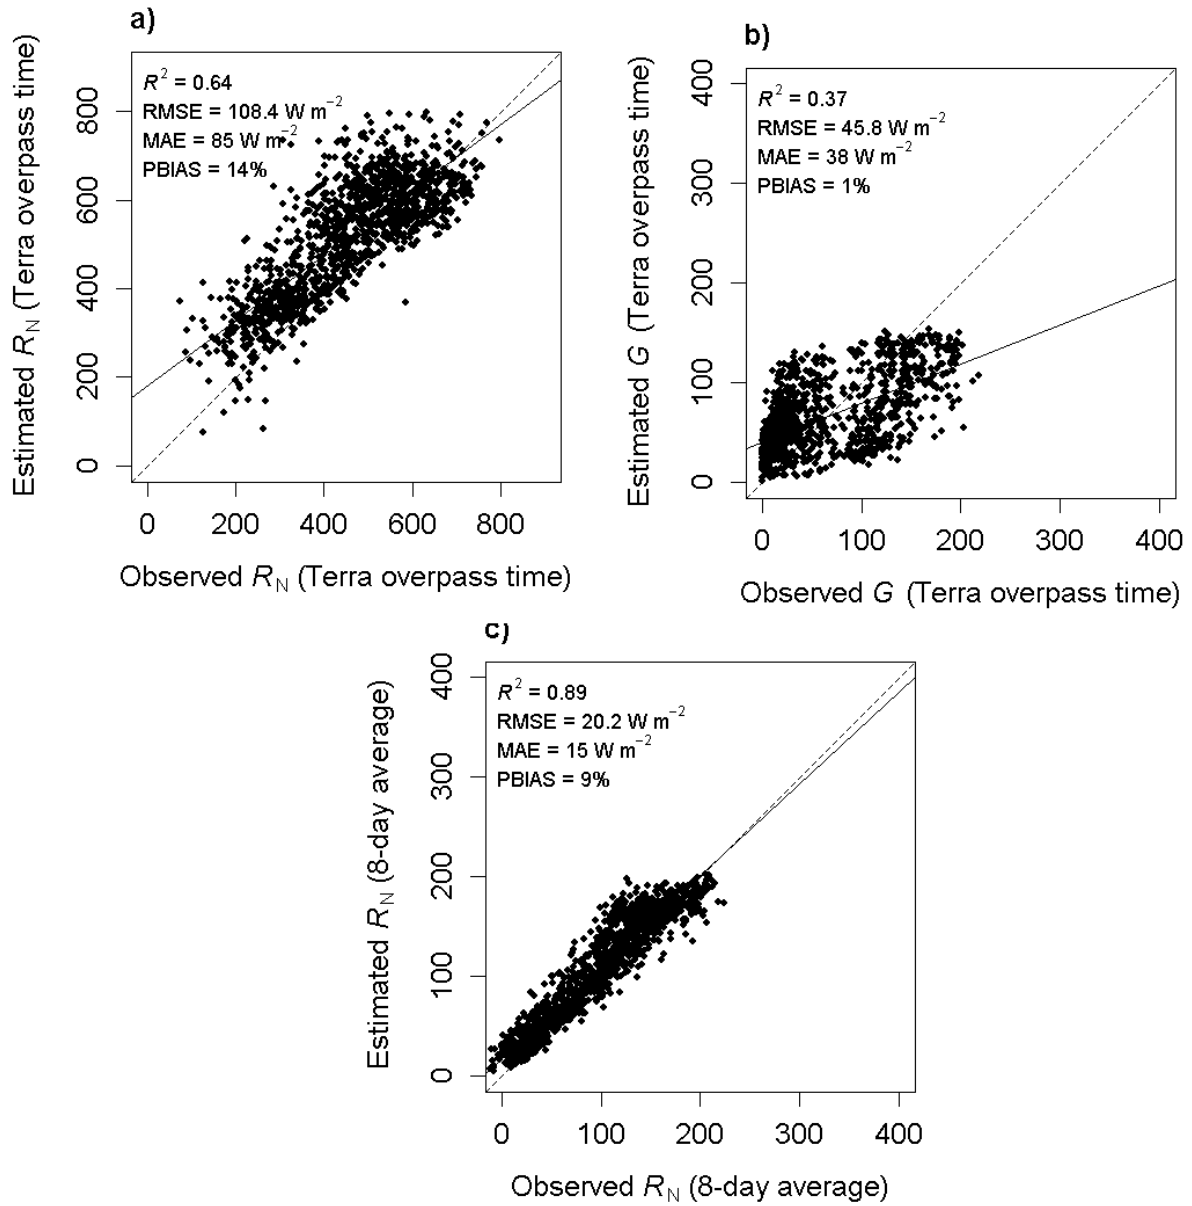 a)
Estimated R_N (Terra overpass time)
R² = 0.64
RMSE = 108.4 W m⁻²
MAE = 85 W m⁻²
PBIAS = 14%
800
600
400
200
0
0 200 400 600 800
Observed R_N (Terra overpass time)
b)
Estimated G (Terra overpass time)
R² = 0.37
RMSE = 45.8 W m⁻²
MAE = 38 W m⁻²
PBIAS = 1%
400
300
200
100
0
0 100 200 300 400
Observed G (Terra overpass time)
c)
Estimated R_N (8-day average)
R² = 0.89
RMSE = 20.2 W m⁻²
MAE = 15 W m⁻²
PBIAS = 9%
400
300
200
100
0
0 100 200 300 400
Observed R_N (8-day average)